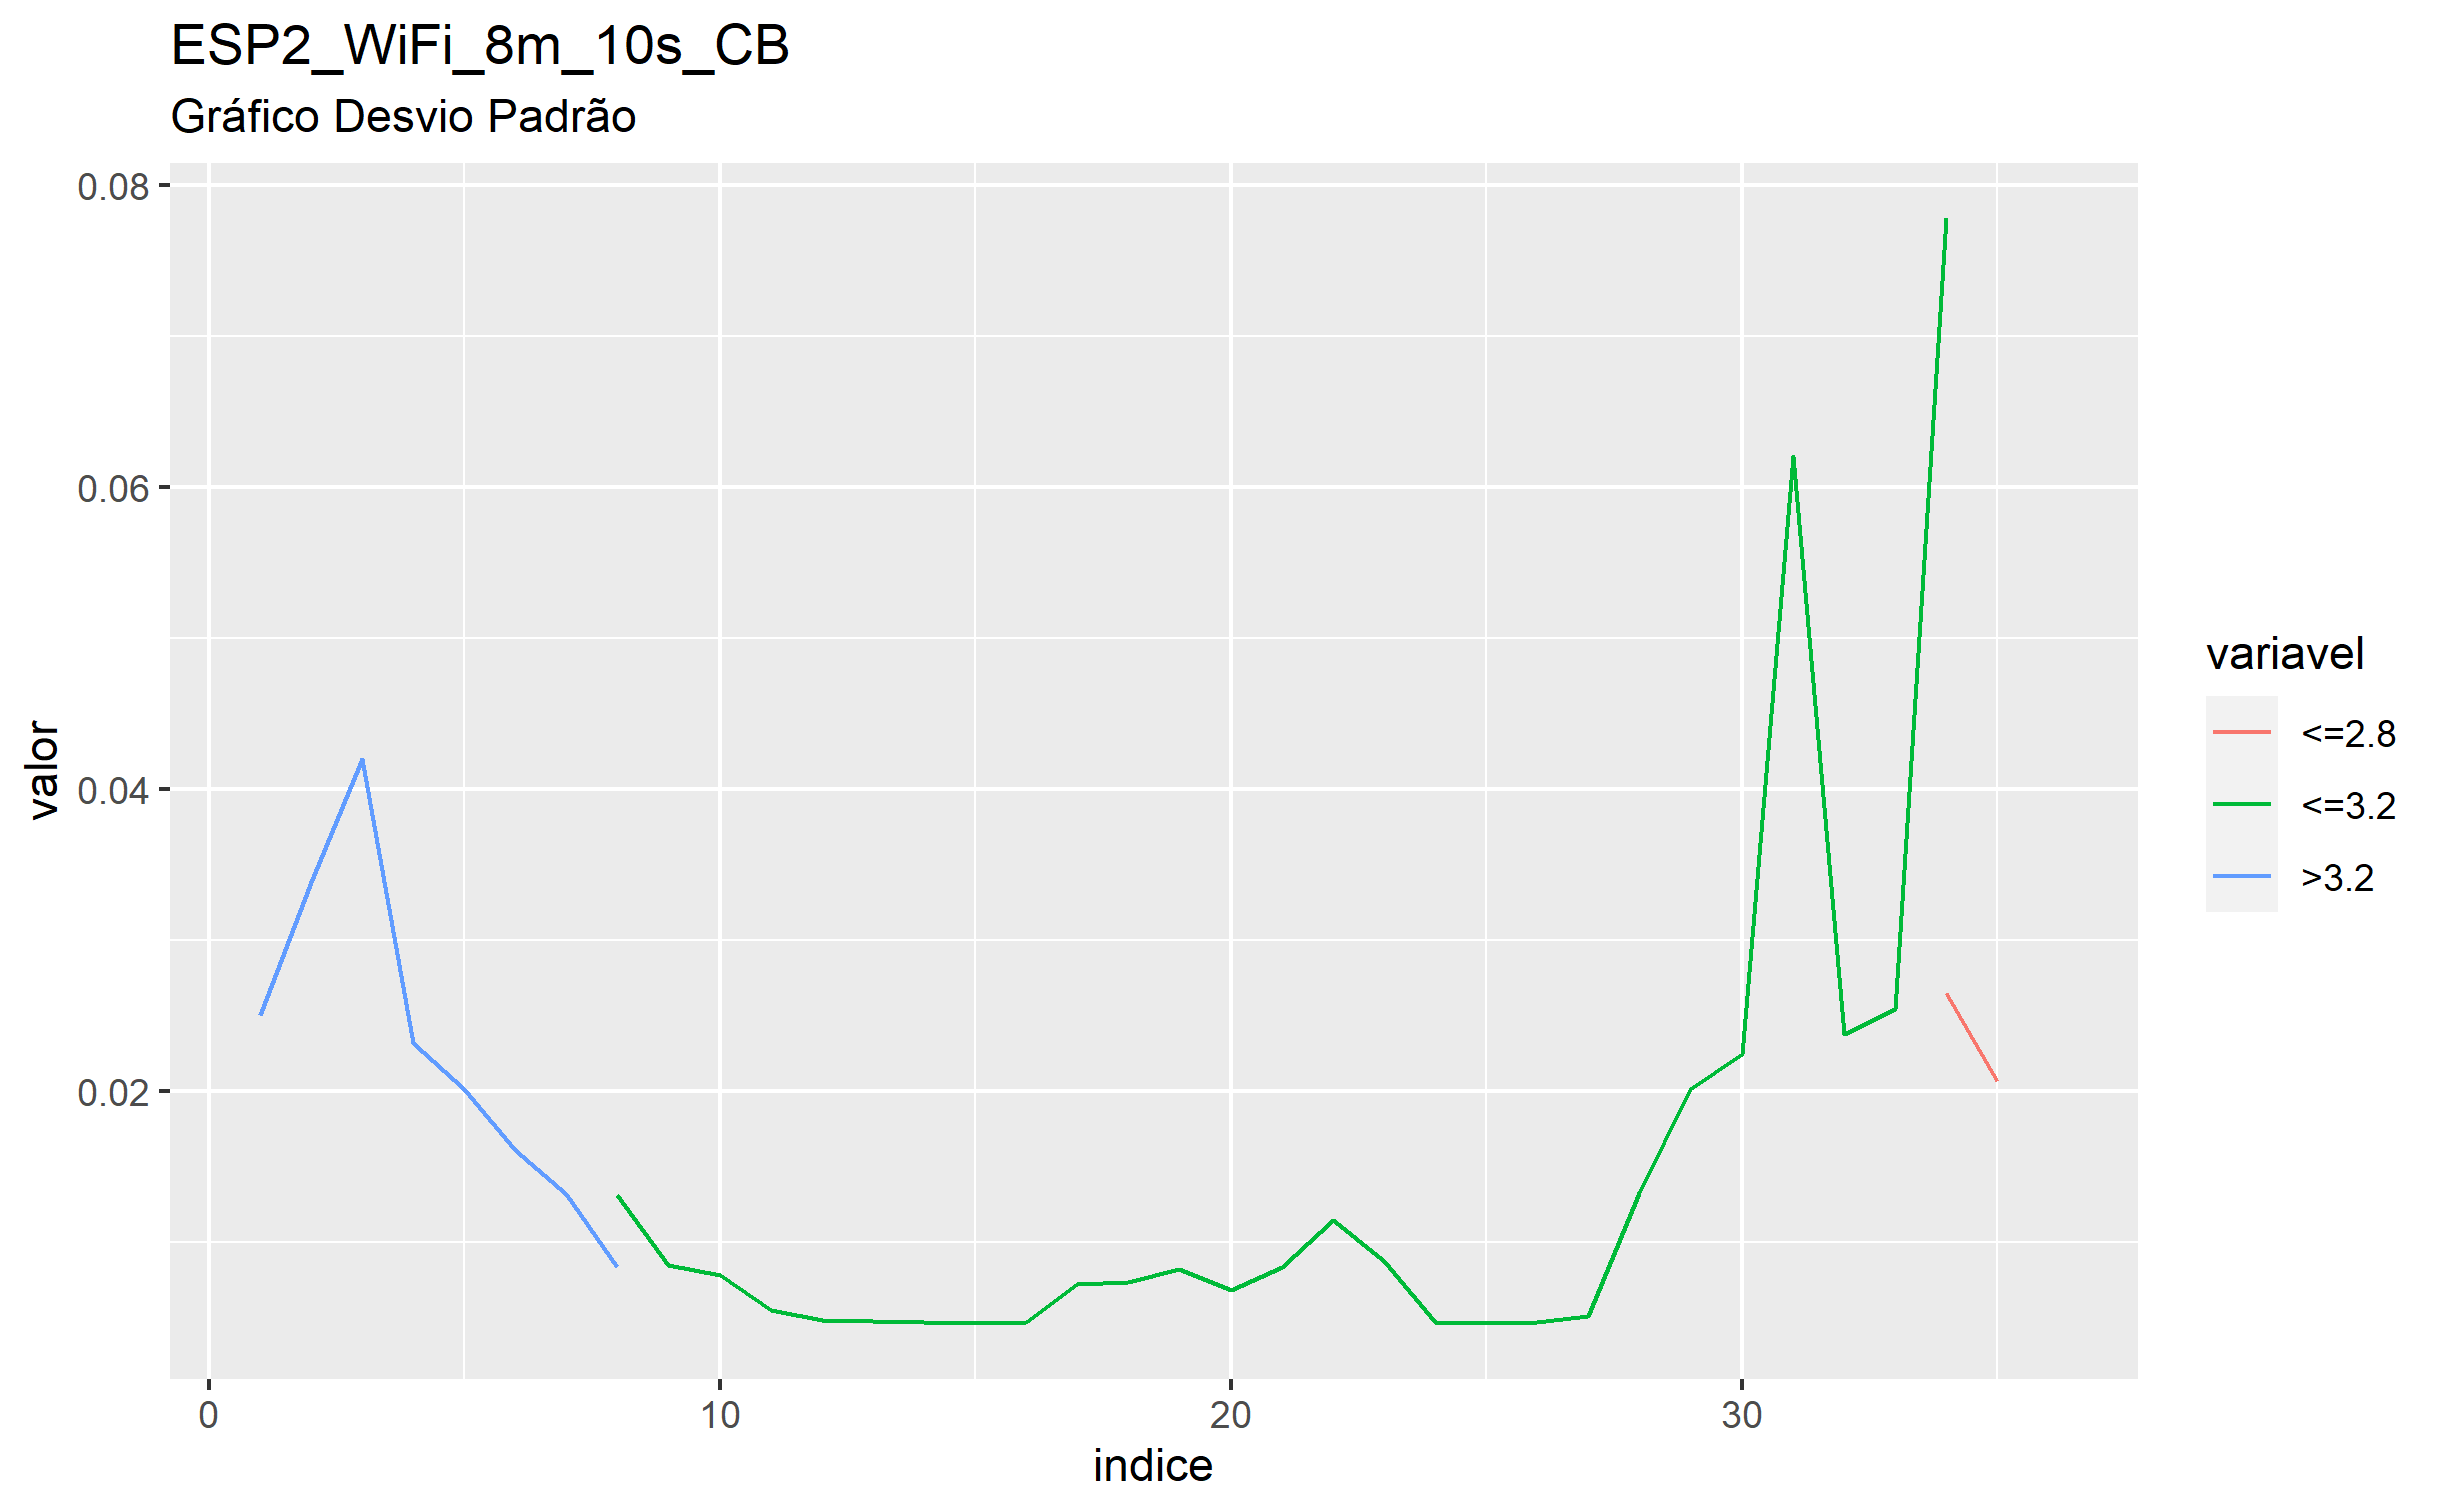 ESP2_WiFi_8m_10s_CB
Gráfico Desvio Padrão
0.08
0.06
0.04
0.02
valor
0
10
20
30
indice
variavel
<=2.8
<=3.2
>3.2